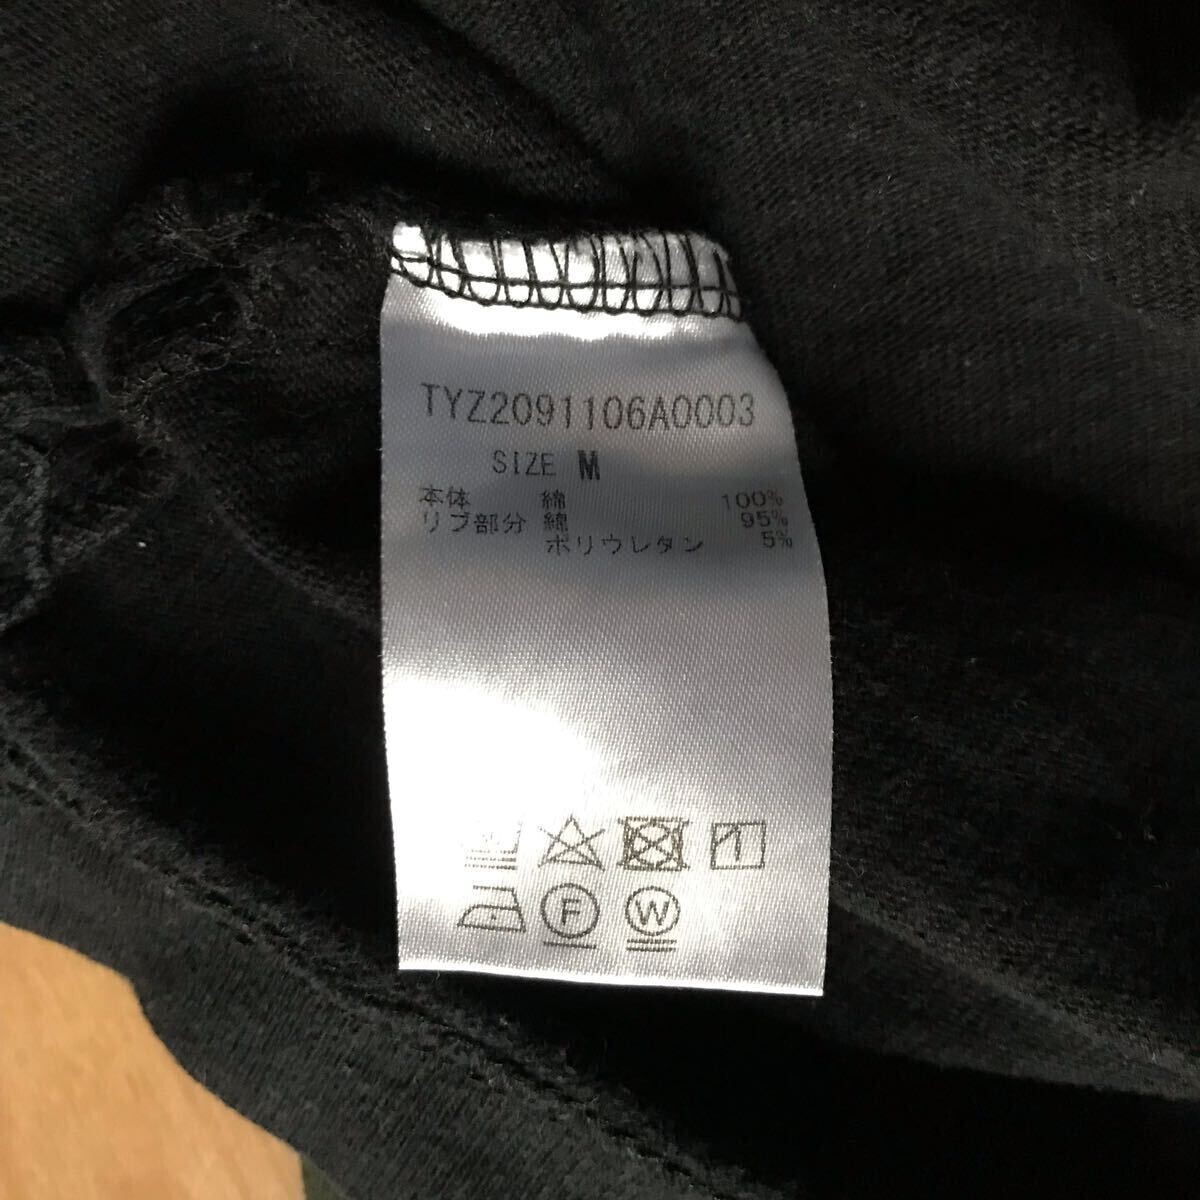 TYZ2091106A0003
SIZE M
本体 綿 100%
リブ部分 綿 95%
ポリウレタン 5%
F W